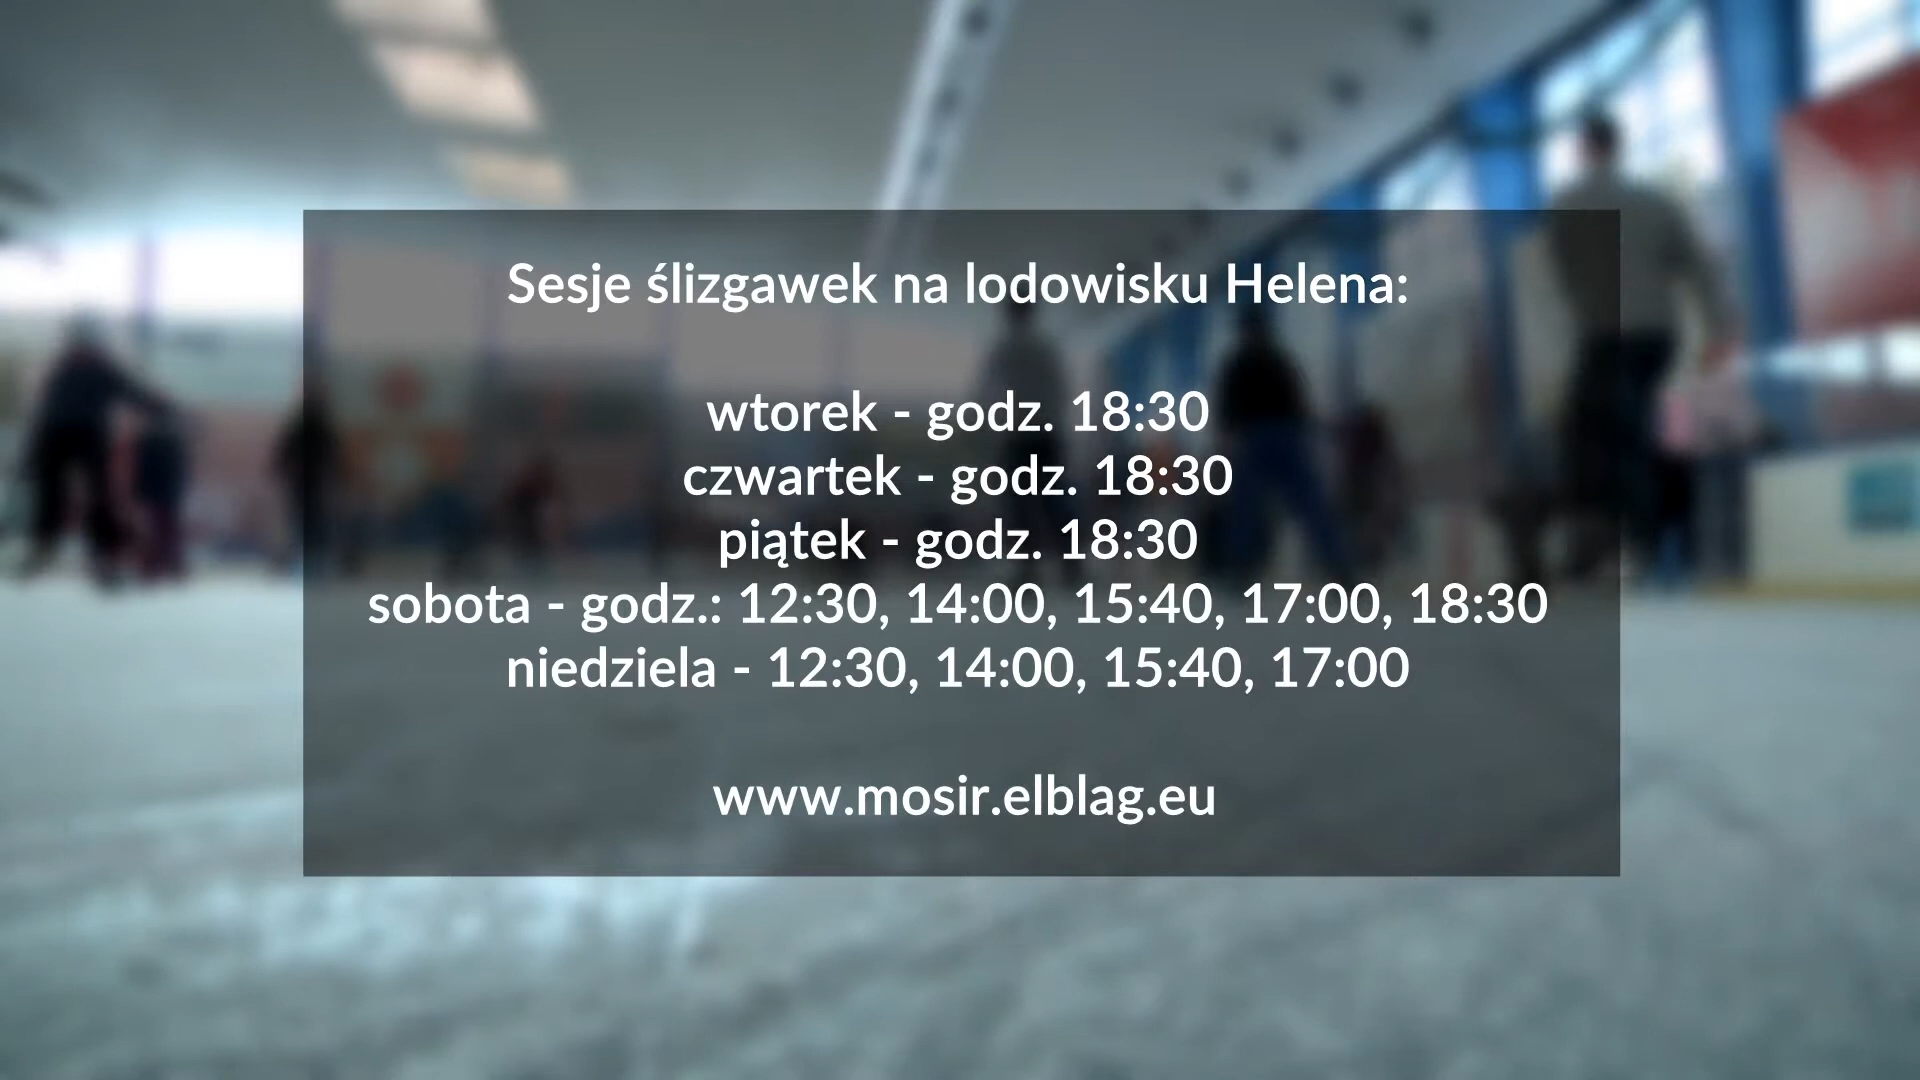 Sesje ślizgawek na lodowisku Helena:
wtorek - godz. 18:30
czwartek - godz. 18:30
piątek - godz. 18:30
sobota - godz.: 12:30, 14:00, 15:40, 17:00, 18:30
niedziela - 12:30, 14:00, 15:40, 17:00
www.mosir.elblag.eu